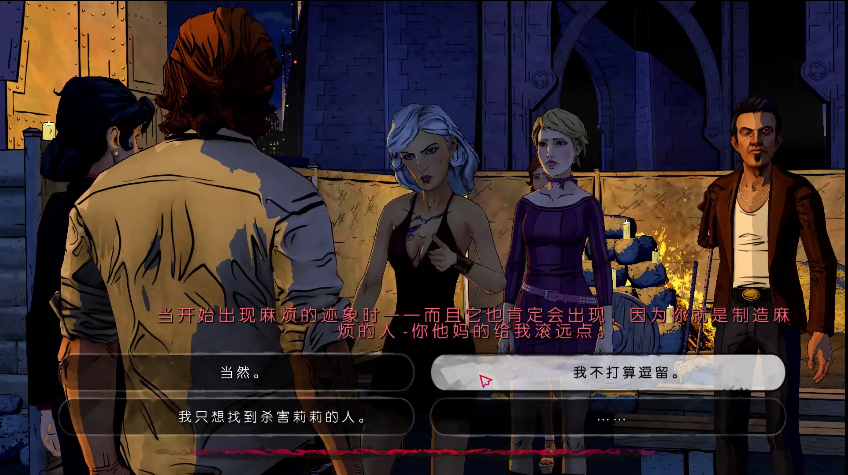 当开始出现麻烦的迹象时——而且它也肯定会出现，因为你就是制造麻
烦的人-你他妈的给我滚远点。
当然。
我不打算逗留。
我只想找到杀害莉莉的人。
……